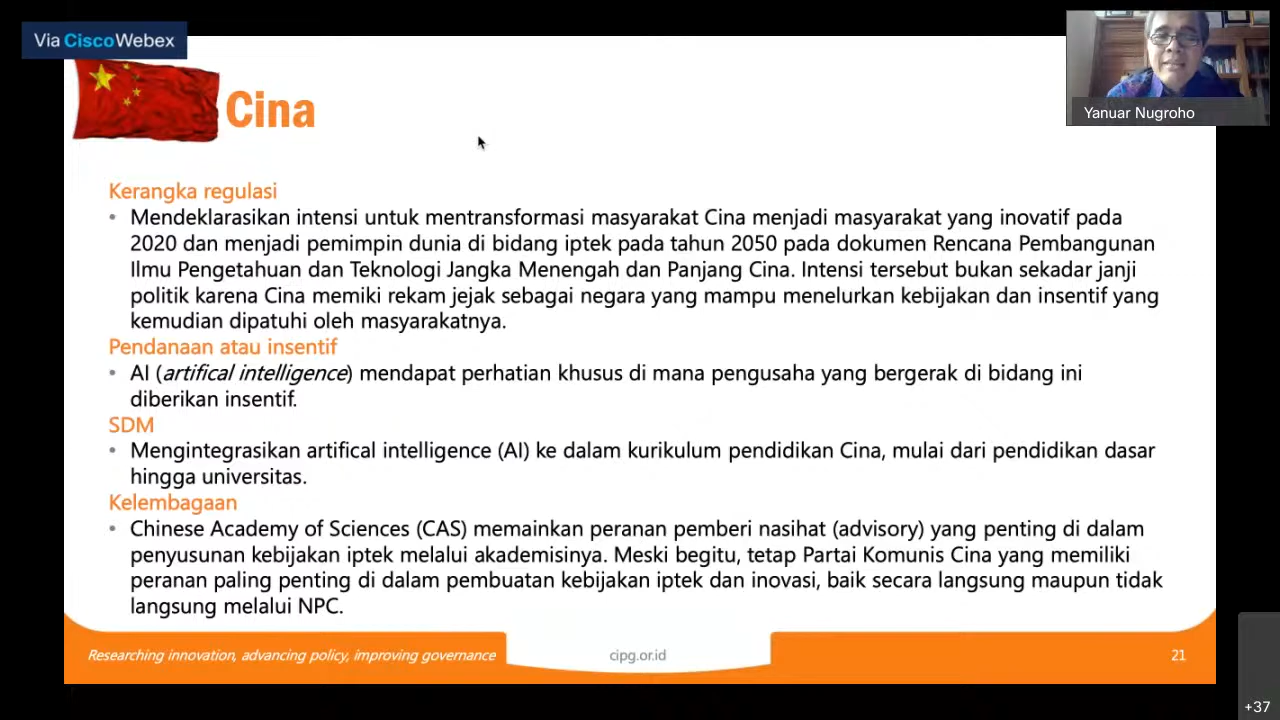 Via Cisco Webex
Yanuar Nugroho
Cina
Kerangka regulasi
• Mendeklarasikan intensi untuk mentransformasi masyarakat Cina menjadi masyarakat yang inovatif pada
2020 dan menjadi pemimpin dunia di bidang iptek pada tahun 2050 pada dokumen Rencana Pembangunan
Ilmu Pengetahuan dan Teknologi Jangka Menengah dan Panjang Cina. Intensi tersebut bukan sekadar janji
politik karena Cina memiki rekam jejak sebagai negara yang mampu menelurkan kebijakan dan insentif yang
kemudian dipatuhi oleh masyarakatnya.
Pendanaan atau insentif
• AI (artifical intelligence) mendapat perhatian khusus di mana pengusaha yang bergerak di bidang ini
diberikan insentif.
SDM
• Mengintegrasikan artifical intelligence (AI) ke dalam kurikulum pendidikan Cina, mulai dari pendidikan dasar
hingga universitas.
Kelembagaan
• Chinese Academy of Sciences (CAS) memainkan peranan pemberi nasihat (advisory) yang penting di dalam
penyusunan kebijakan iptek melalui akademisinya. Meski begitu, tetap Partai Komunis Cina yang memiliki
peranan paling penting di dalam pembuatan kebijakan iptek dan inovasi, baik secara langsung maupun tidak
langsung melalui NPC.
Researching innovation, advancing policy, improving governance
cipg.or.id
21
+37